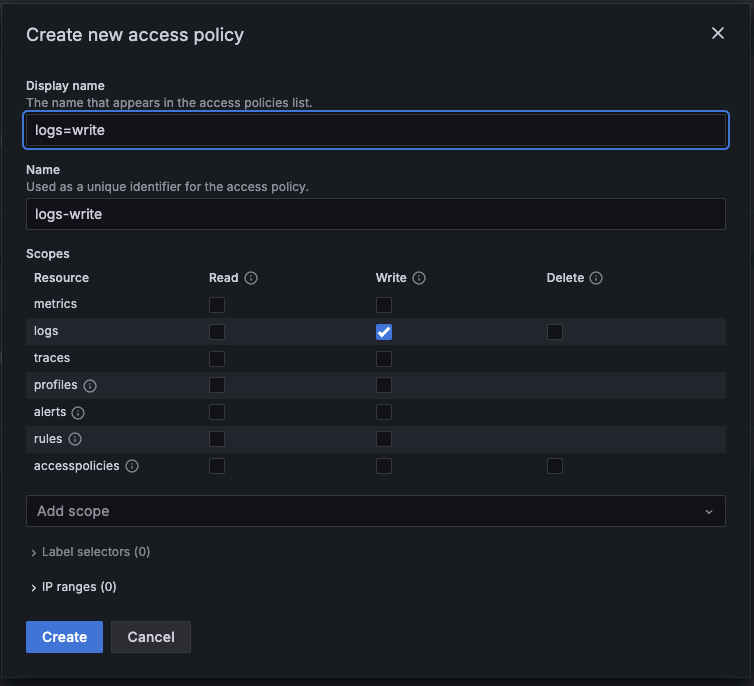 Create new access policy
Display name
The name that appears in the access policies list.
logs=write
Name
Used as a unique identifier for the access policy.
logs-write
Scopes
Resource Read Write Delete
metrics
logs
traces
profiles
alerts
rules
accesspolicies
Add scope
Label selectors (0)
IP ranges (0)
Create Cancel